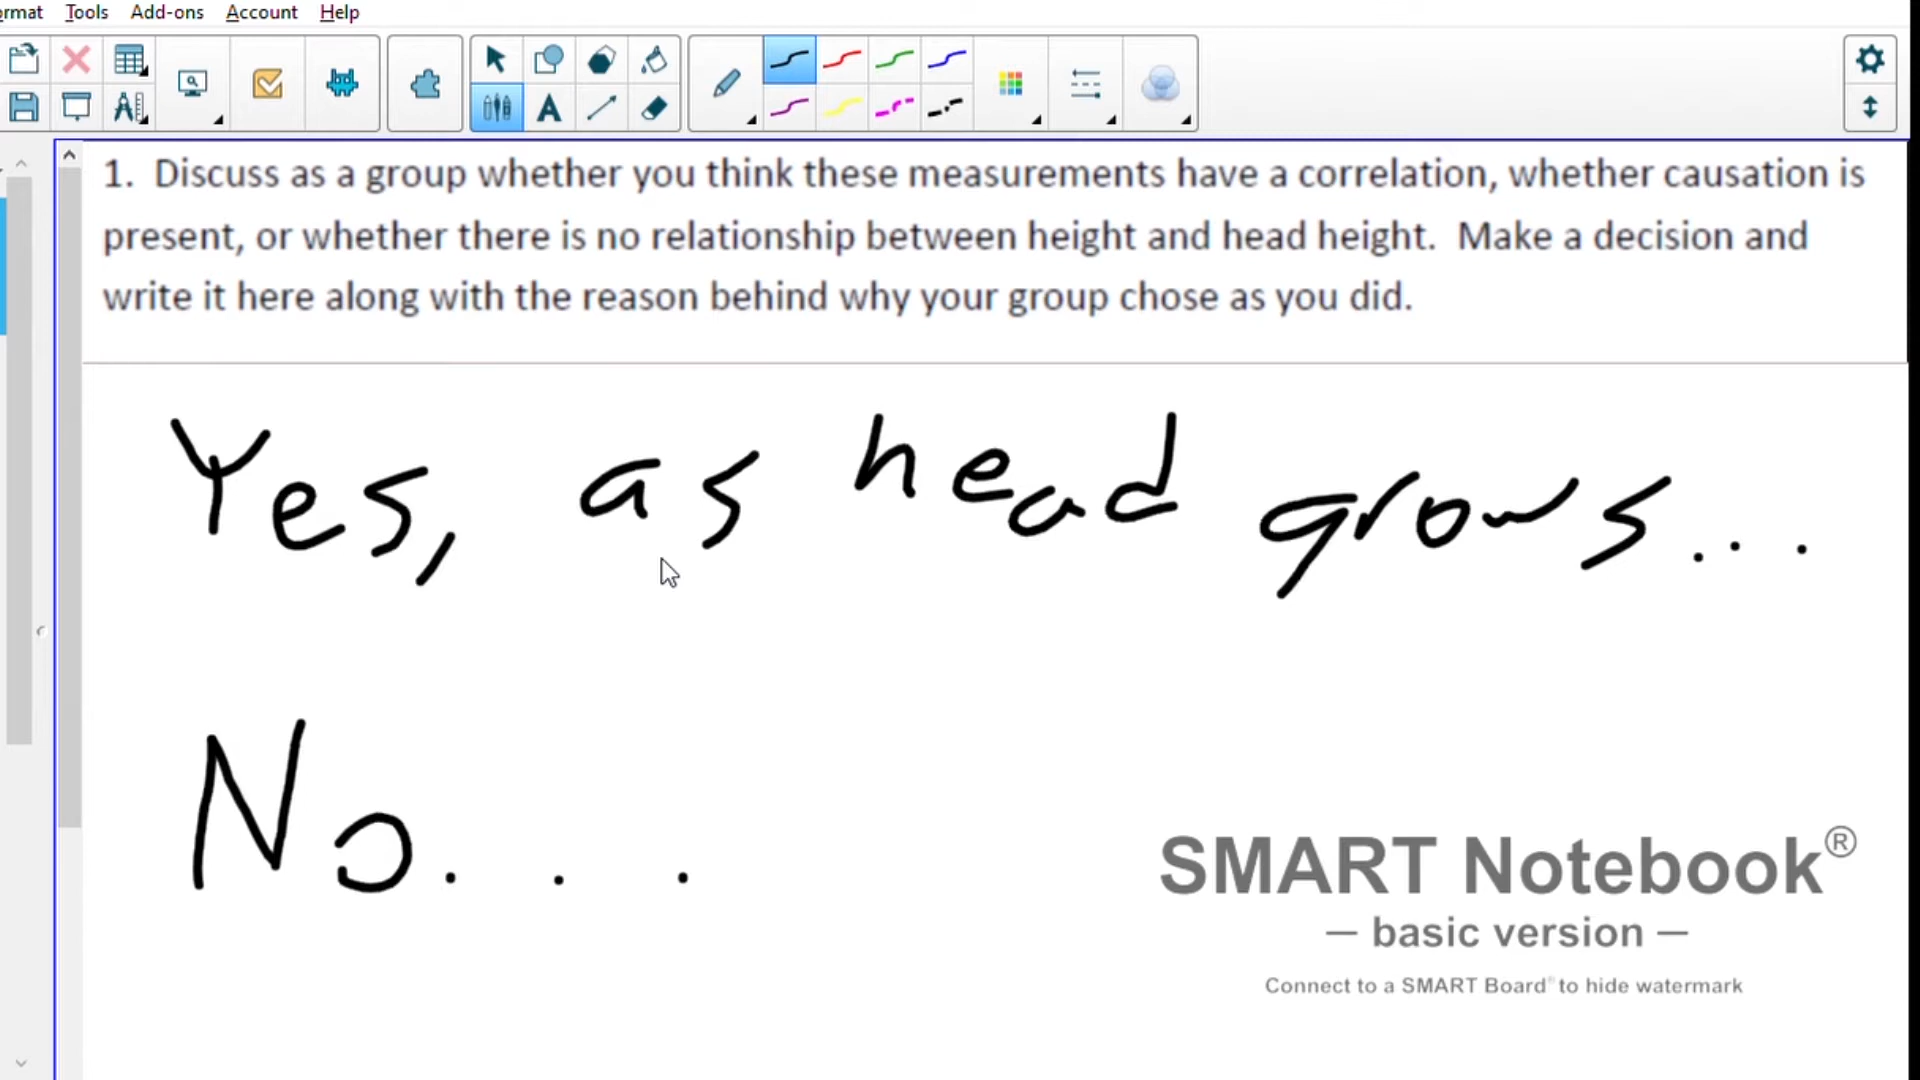 ormat Tools Add-ons Account Help
1. Discuss as a group whether you think these measurements have a correlation, whether causation is
present, or whether there is no relationship between height and head height. Make a decision and
write it here along with the reason behind why your group chose as you did.
Yes, as head grows...
No...
SMART Notebook®
— basic version —
Connect to a SMART Board® to hide watermark